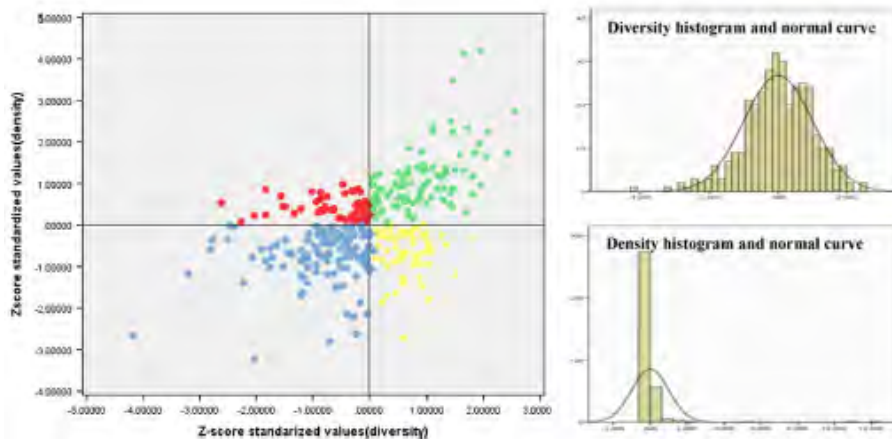 5.00000
4.00000
3.00000
2.00000
1.00000
.00000
-1.00000
-2.00000
-3.00000
-4.00000
Zscore standardized values(density)
-5.00000 -4.00000 -3.00000 -2.00000 -1.00000 .00000 1.00000 2.00000 3.00000
Z-score standarized values(diversity)
Diversity histogram and normal curve
Density histogram and normal curve